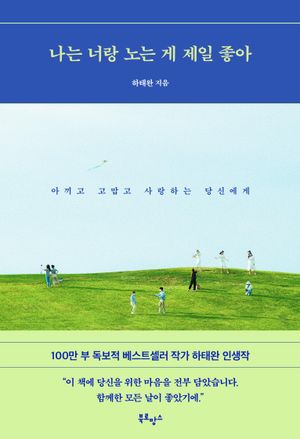 나는 너랑 노는 게 제일 좋아
하태완 지음
아끼고 고맙고 사랑하는 당신에게
100만 부 독보적 베스트셀러 작가 하태완 인생작
“이 책에 당신을 위한 마음을 전부 담았습니다.
함께한 모든 날이 좋았기에.”
북로망스